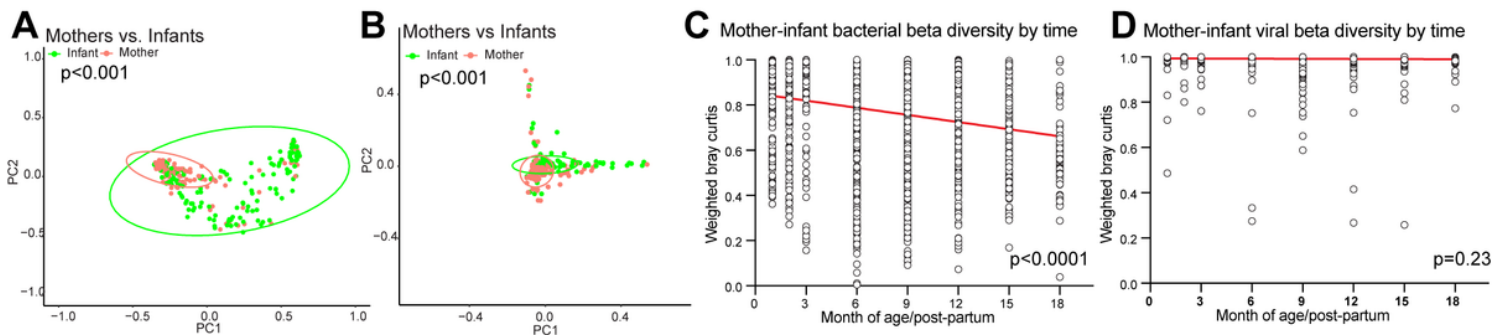 A
Mothers vs. Infants
Infant Mother
p<0.001
1.0
0.5
0.0
−0.5
−1.0
PC2
−1.0 −0.5 0.0 0.5 1.0
PC1
B
Mothers vs Infants
Infant Mother
p<0.001
0.4
0.0
−0.4
PC2
0.0 0.4
PC1
C Mother-infant bacterial beta diversity by time
1.0
0.8
0.6
0.4
0.2
0.0
Weighted bray curtis
p<0.0001
0 3 6 9 12 15 18
Month of age/post-partum
D Mother-infant viral beta diversity by time
1.0
0.8
0.6
0.4
0.2
0.0
Weighted bray curtis
p=0.23
0 3 6 9 12 15 18
Month of age/post-partum